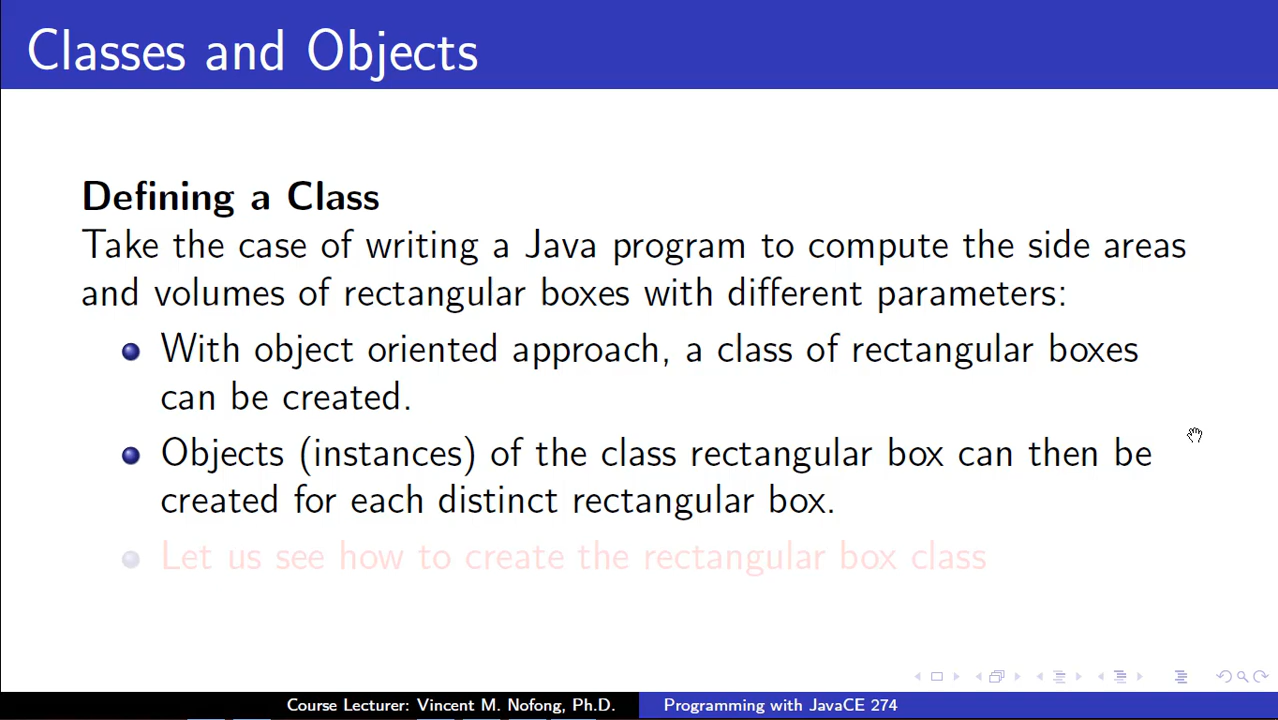 Classes and Objects
Defining a Class
Take the case of writing a Java program to compute the side areas
and volumes of rectangular boxes with different parameters:
With object oriented approach, a class of rectangular boxes
can be created.
Objects (instances) of the class rectangular box can then be
created for each distinct rectangular box.
Let us see how to create the rectangular box class
Course Lecturer: Vincent M. Nofong, Ph.D.
Programming with JavaCE 274